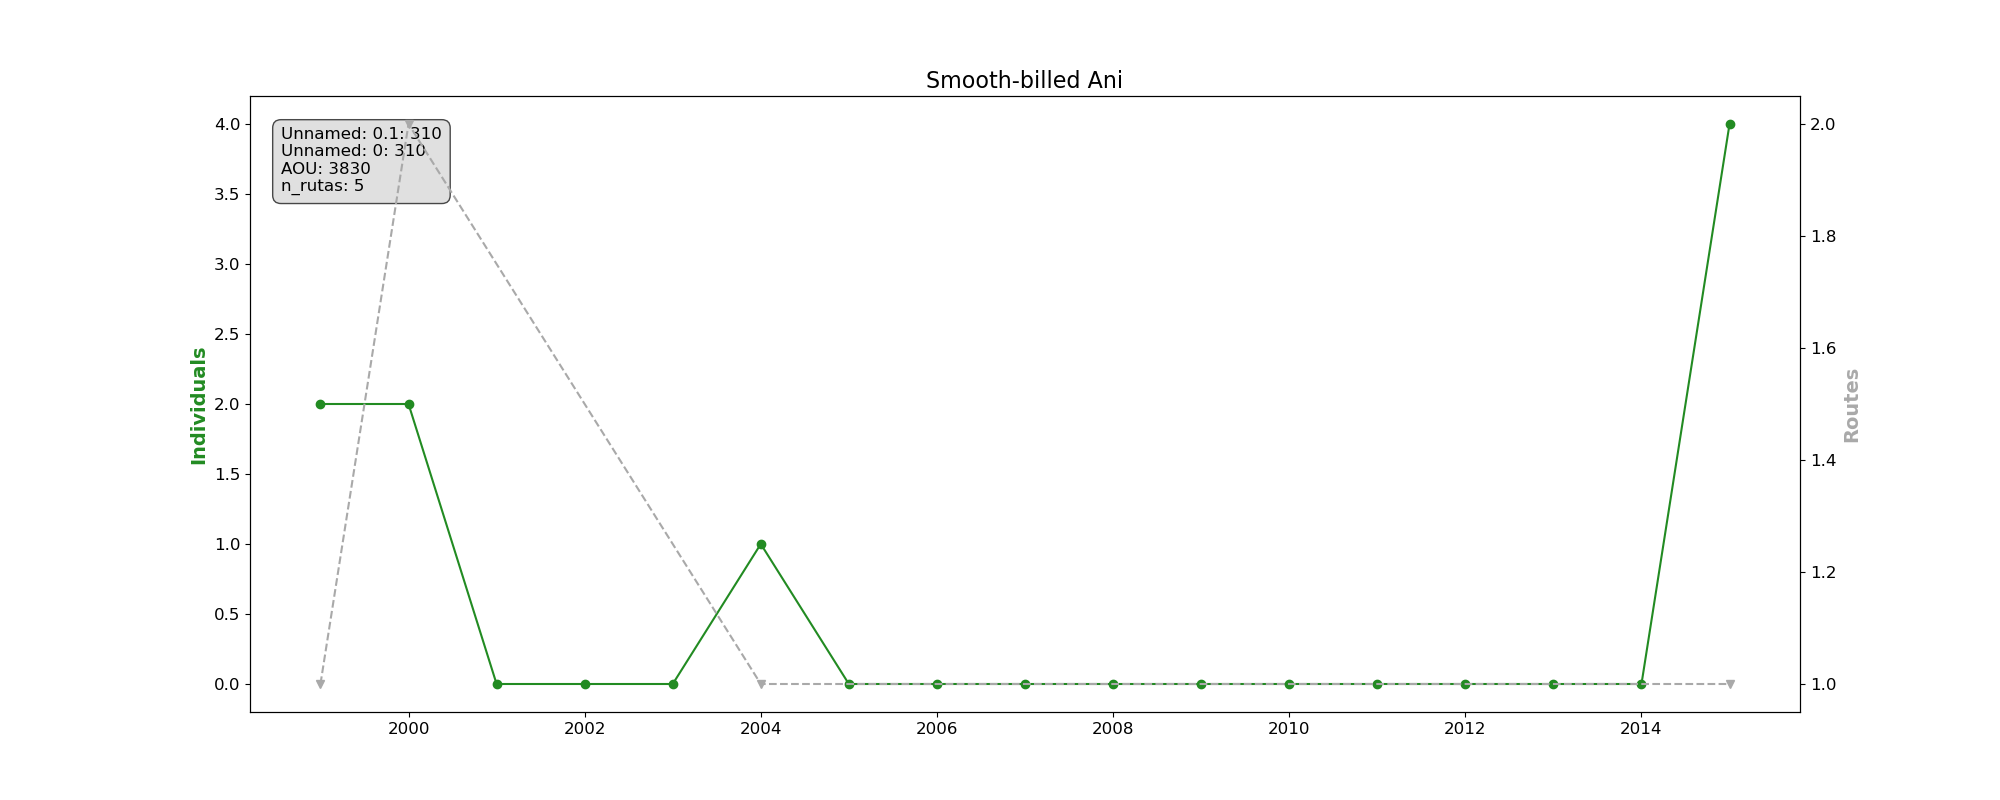 Smooth-billed Ani
Unnamed: 0.1: 310
Unnamed: 0: 310
AOU: 3830
n_rutas: 5
4.0
3.5
3.0
2.5
2.0
1.5
1.0
0.5
0.0
Individuals
2.0
1.8
1.6
1.4
1.2
1.0
Routes
2000 2002 2004 2006 2008 2010 2012 2014